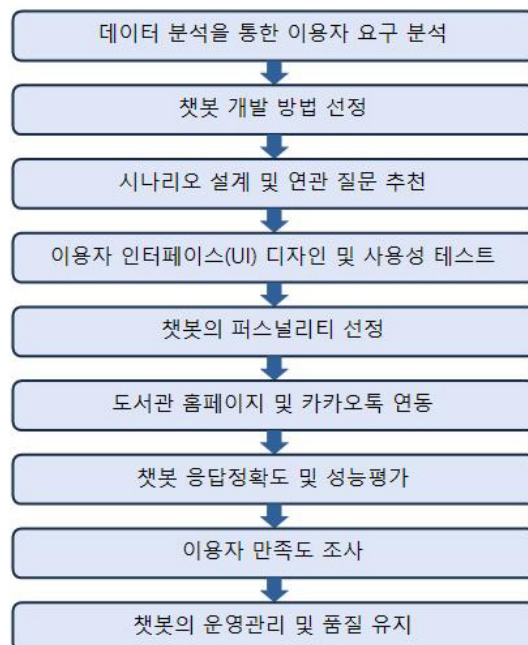 데이터 분석을 통한 이용자 요구 분석
챗봇 개발 방법 선정
시나리오 설계 및 연관 질문 추천
이용자 인터페이스(UI) 디자인 및 사용성 테스트
챗봇의 퍼스널리티 선정
도서관 홈페이지 및 카카오톡 연동
챗봇 응답정확도 및 성능평가
이용자 만족도 조사
챗봇의 운영관리 및 품질 유지